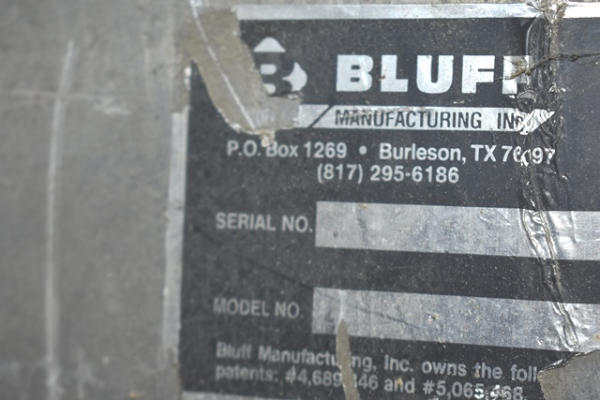 B BLUFF
MANUFACTURING INC.
P.O. Box 1269 • Burleson, TX
(817) 295-6186
SERIAL NO.
MODEL NO.
Bluff Manufacturing, Inc. owns the
patents: and